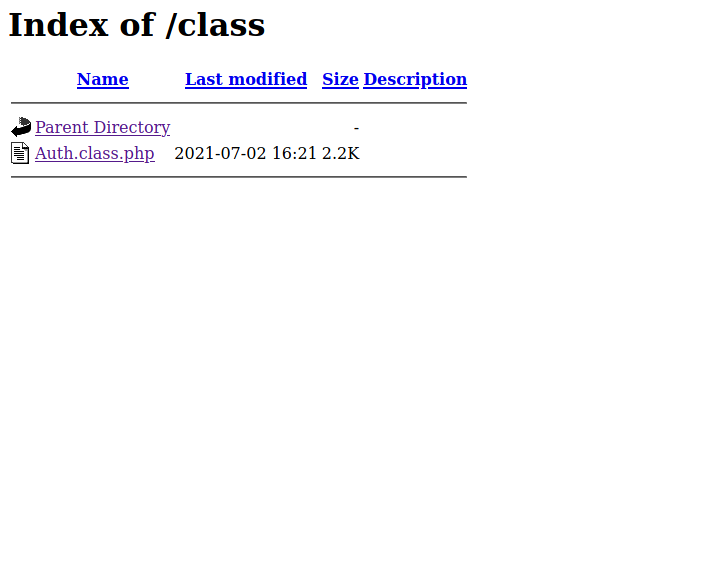 Index of /class
Name Last modified Size Description
Parent Directory -
Auth.class.php 2021-07-02 16:21 2.2K